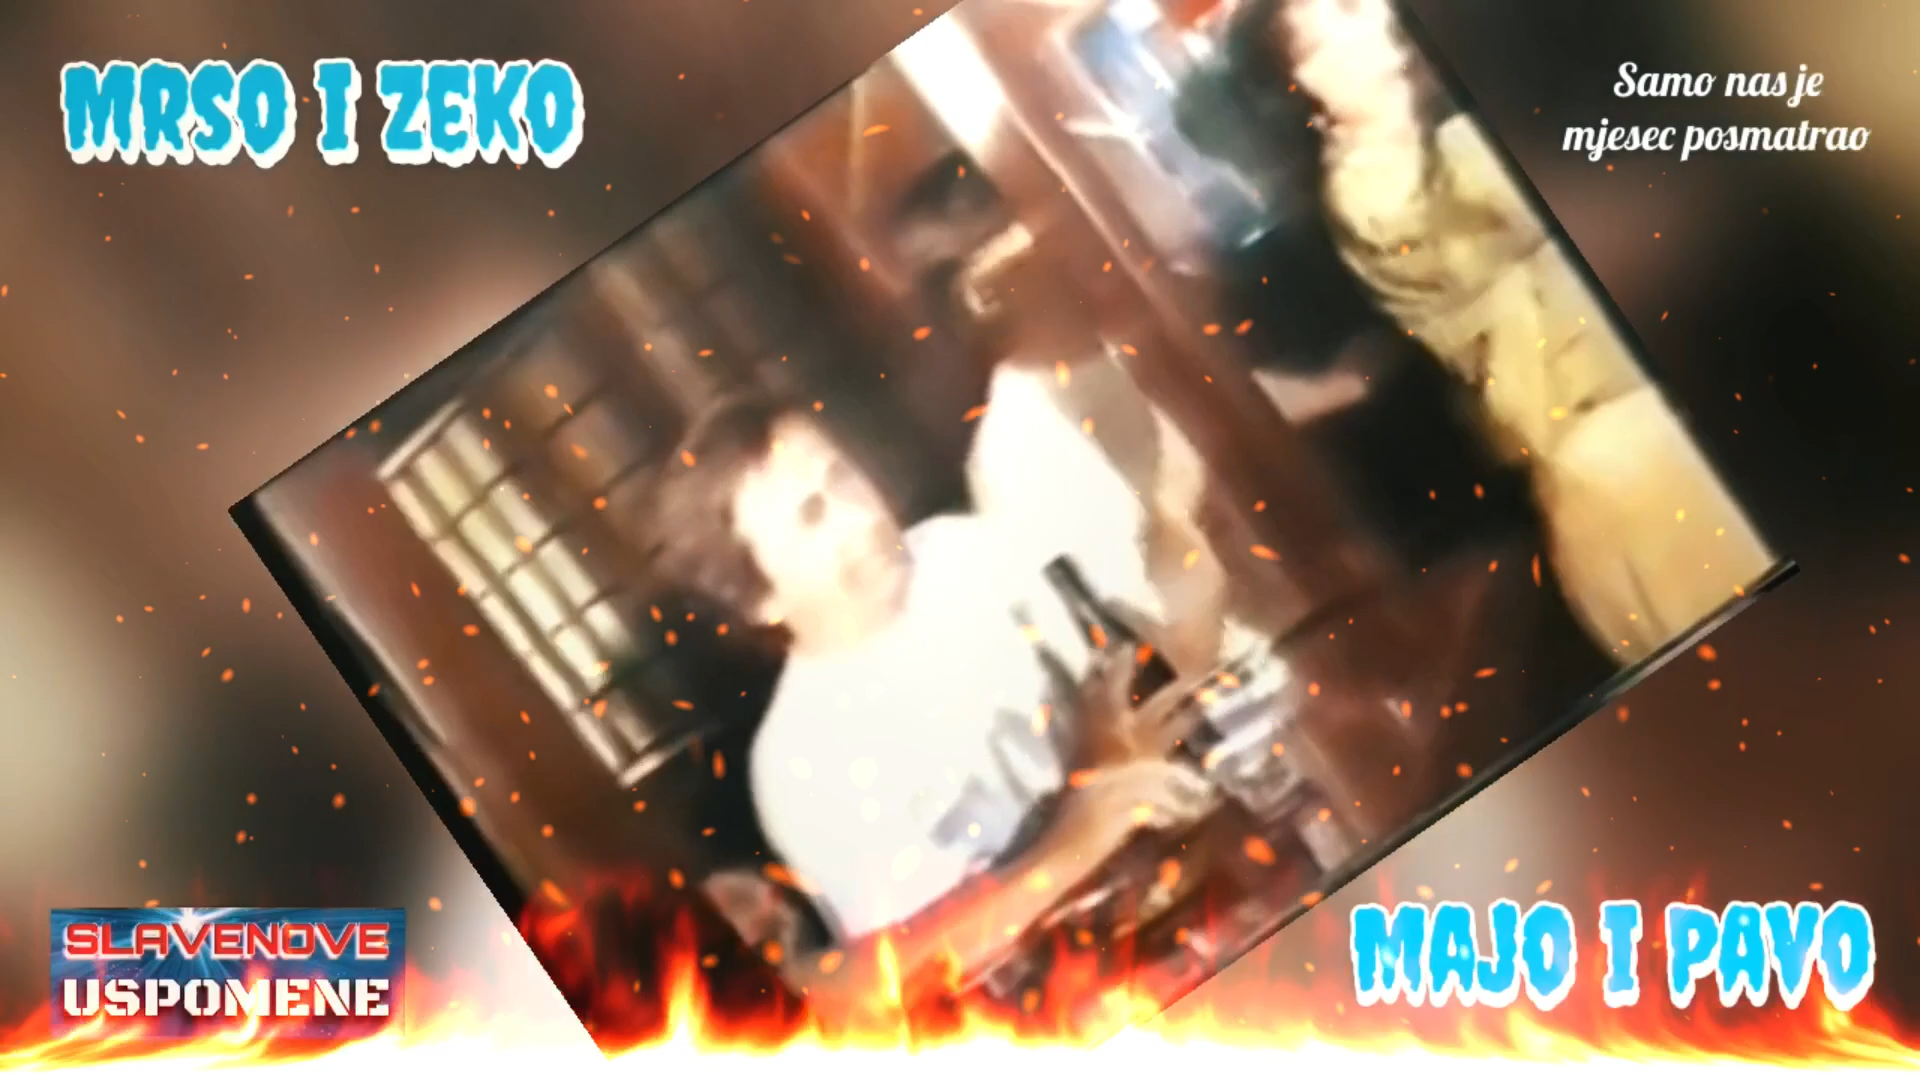 MRSO I ZEKO
Samo nas je
mjesec posmatrao
SLAVENOVE
USPOMENE
MAJO I PAVO